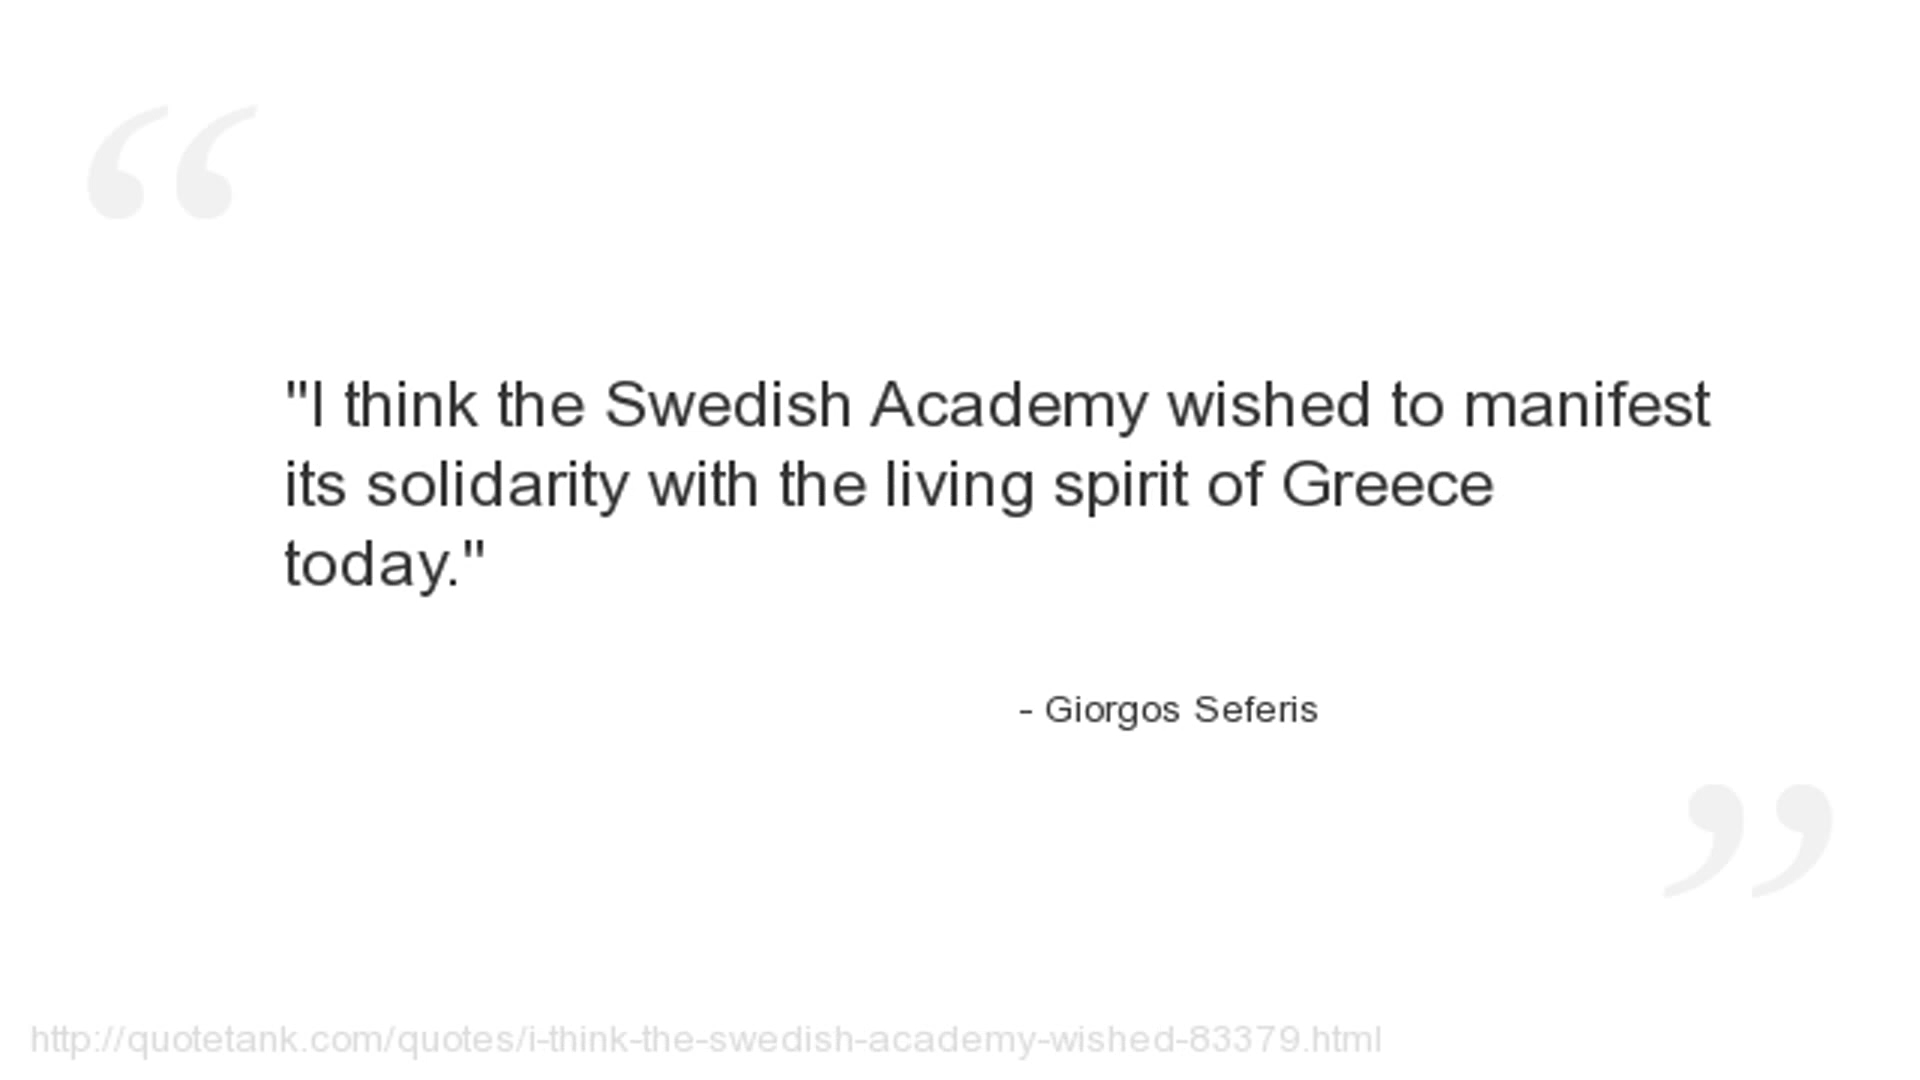 "I think the Swedish Academy wished to manifest
its solidarity with the living spirit of Greece
today."
- Giorgos Seferis
http://quotetank.com/quotes/i-think-the-swedish-academy-wished-83379.html